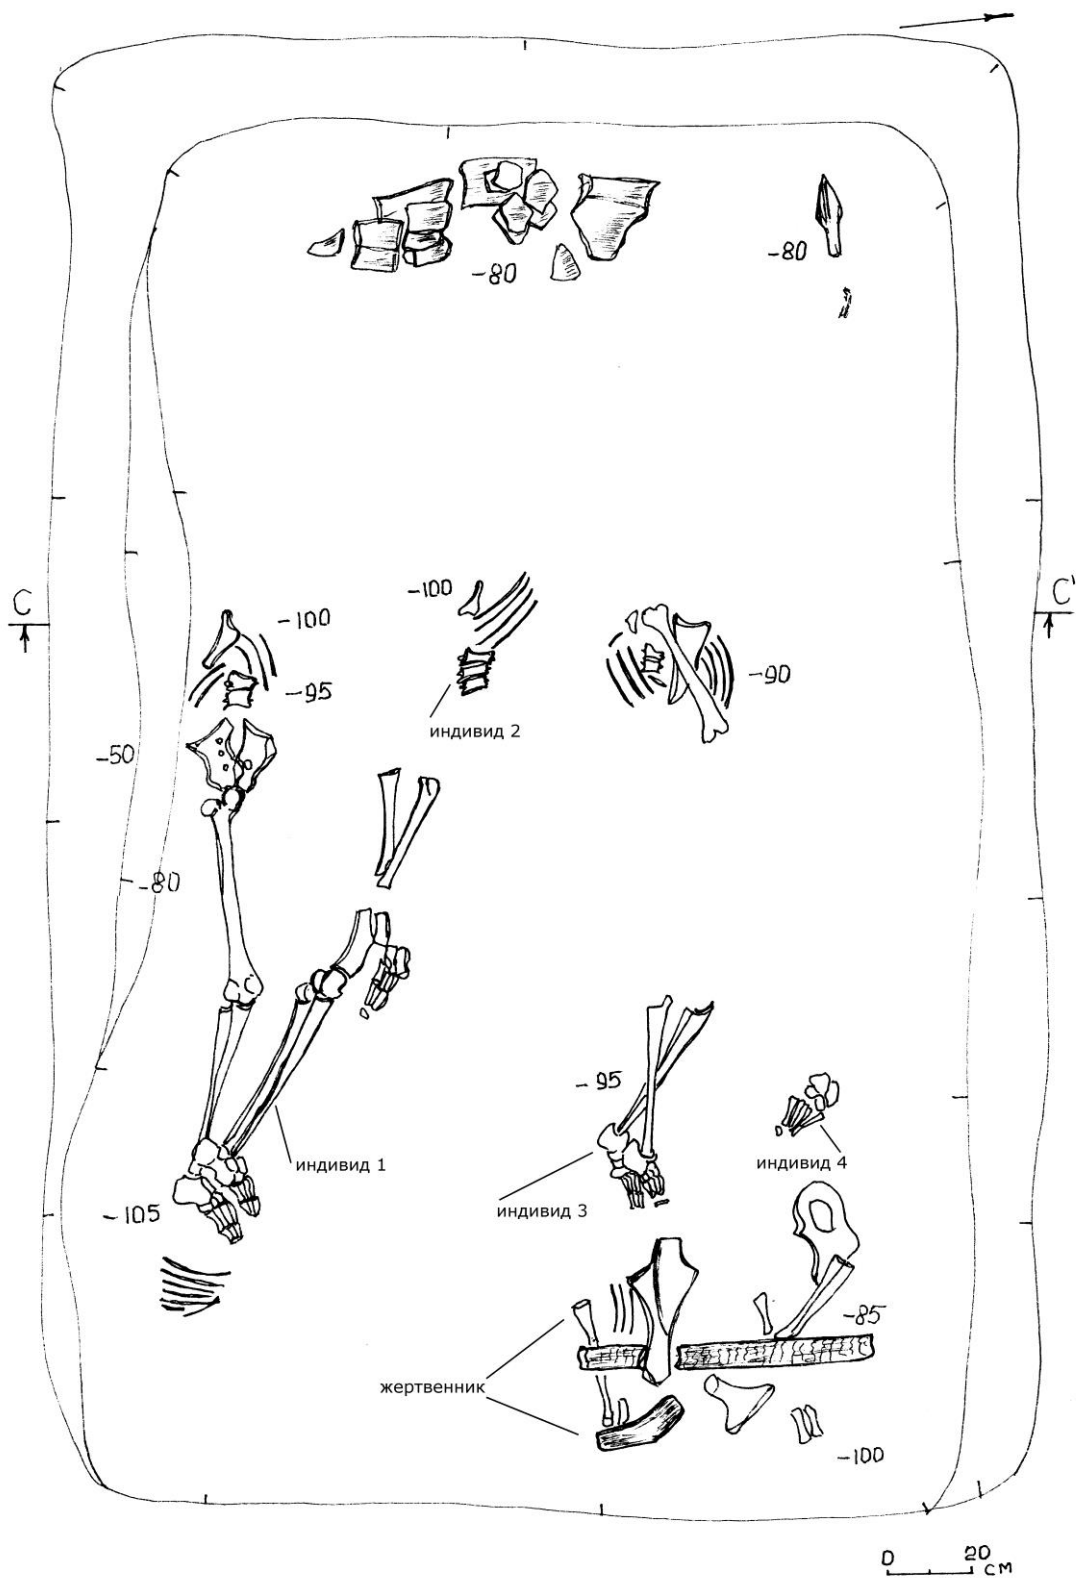 -80
-80
С
С'
-100
-100
-95
-90
индивид 2
-50
-80
-95
индивид 1
индивид 4
индивид 3
-105
-85
жертвенник
-100
0 20 см